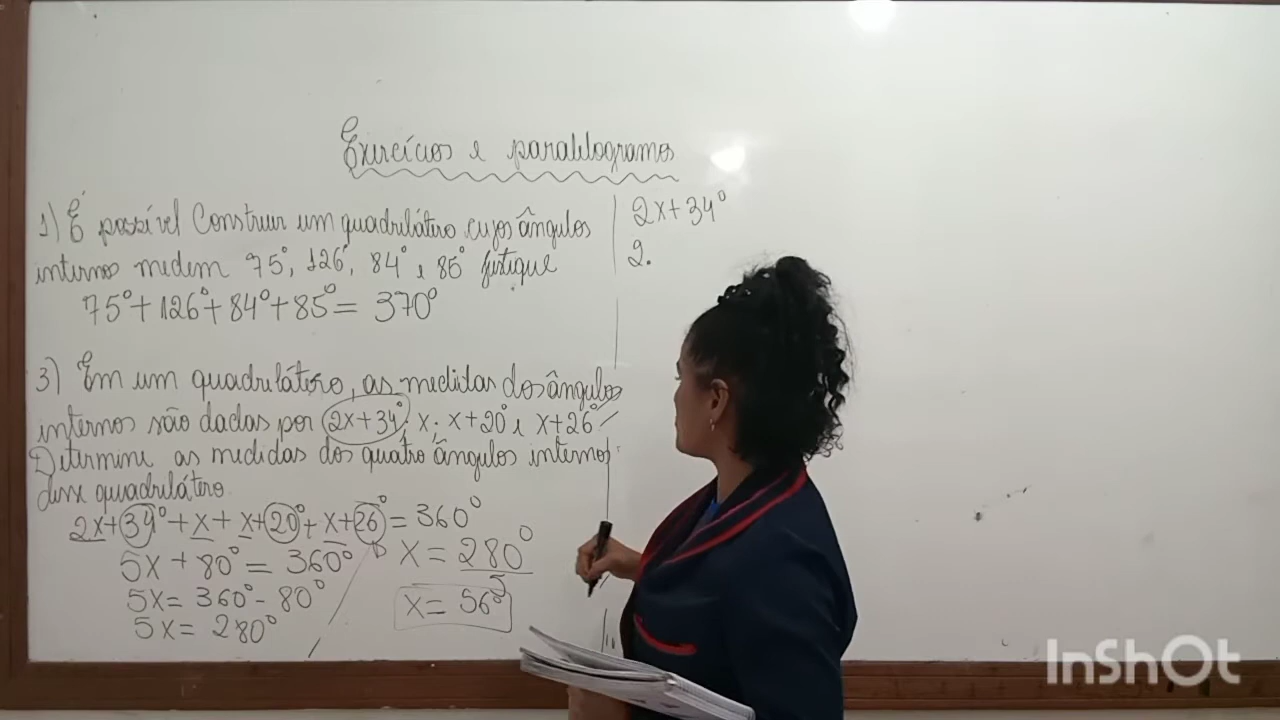 Exercícios e paralelogramos
1) É possível Construir um quadrilátero cujos ângulos
internos medem 75°, 126°, 84° e 85° justique
75° + 126° + 84° + 85° = 370°
3) Em um quadrilátero, as medidas dos ângulos
internos são dadas por 2x+34°; x; x+20° e x+26°
Determine as medidas dos quatro ângulos internos
desse quadrilátero
2x+34° + x + x+20° + x+26° = 360°
5x + 80° = 360°
5x = 360° - 80°
5x = 280°
x = 280°
5
x = 56°
2x+34°
2.
InShOt